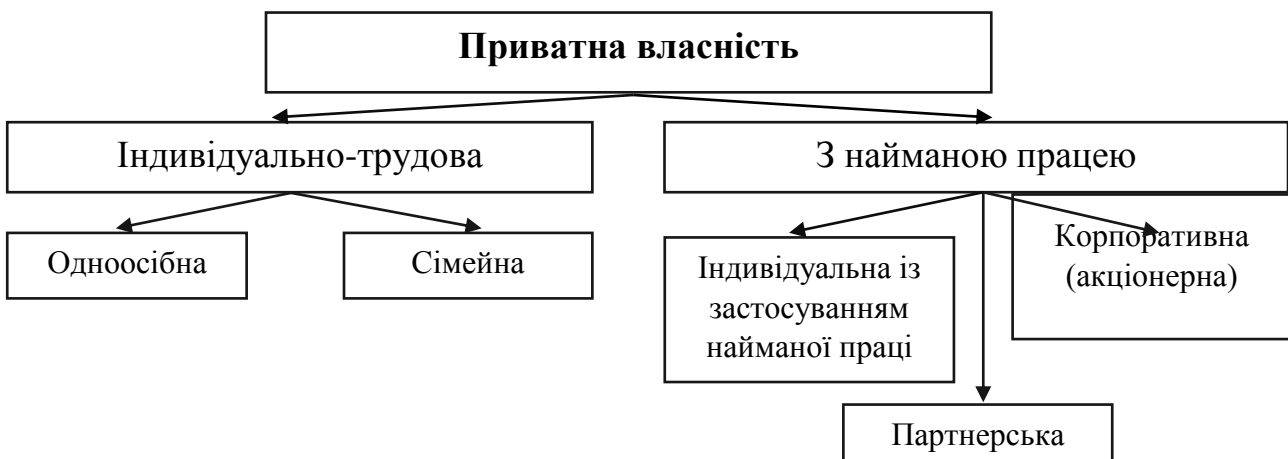 Приватна власність
Індивідуально-трудова
З найманою працею
Одноосібна
Сімейна
Індивідуальна із
застосуванням
найманої праці
Корпоративна
(акціонерна)
Партнерська